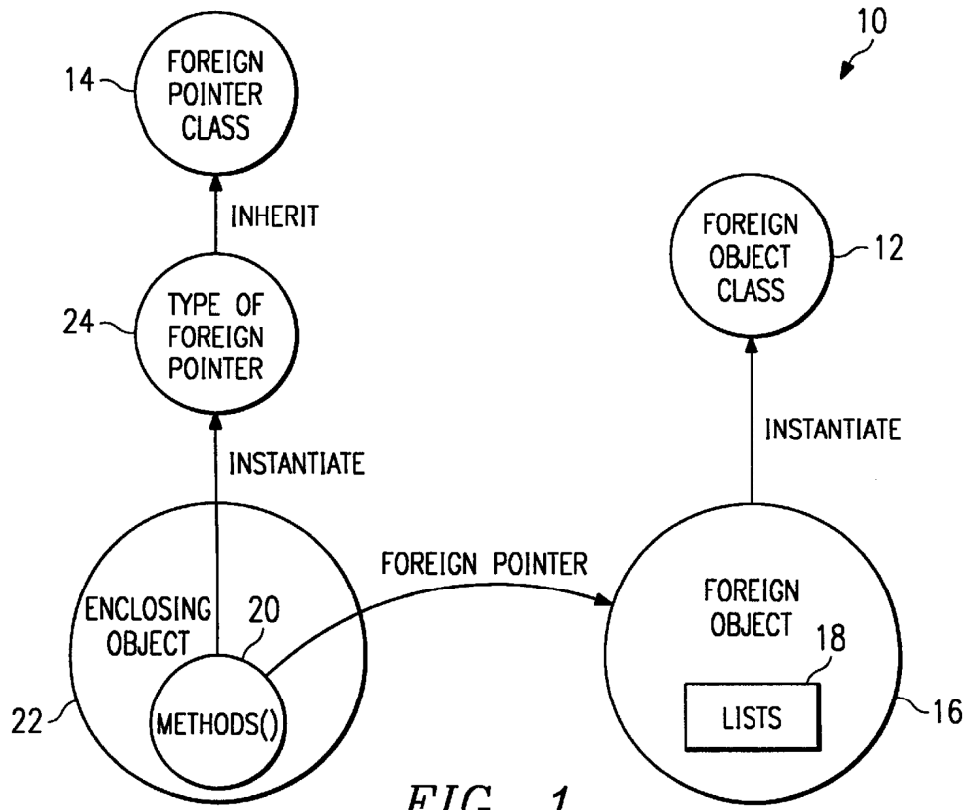 10
14
FOREIGN
POINTER
CLASS
INHERIT
FOREIGN
OBJECT
CLASS
12
24
TYPE OF
FOREIGN
POINTER
INSTANTIATE
INSTANTIATE
FOREIGN POINTER
ENCLOSING
OBJECT
20
METHODS()
22
FOREIGN
OBJECT
18
LISTS
16
FIG. 1